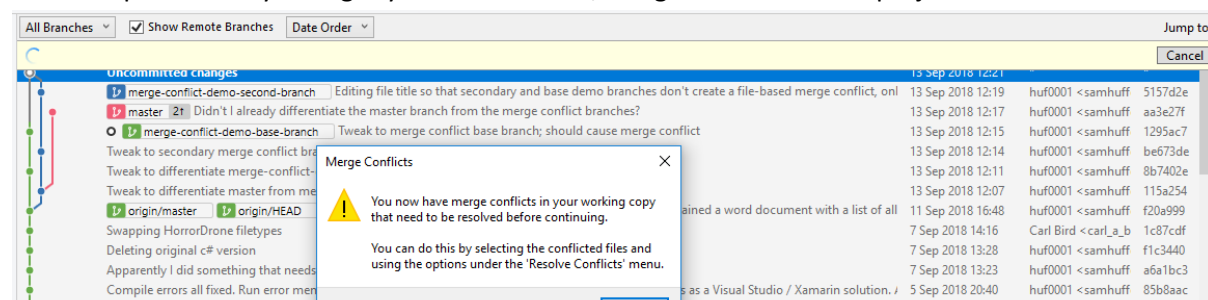 All Branches Show Remote Branches Date Order Jump to
Cancel
Uncommitted changes 13 Sep 2018 12:21
merge-conflict-demo-second-branch Editing file title so that secondary and base demo branches don't create a file-based merge conflict, onl 13 Sep 2018 12:19 huf0001 <samhuff 5157d2e
master 2↑ Didn't I already differentiate the master branch from the merge conflict branches? 13 Sep 2018 12:17 huf0001 <samhuff aa3e27f
merge-conflict-demo-base-branch Tweak to merge conflict base branch; should cause merge conflict 13 Sep 2018 12:15 huf0001 <samhuff 1295ac7
Tweak to secondary merge conflict bra 13 Sep 2018 12:14 huf0001 <samhuff be673de
Tweak to differentiate merge-conflict- 13 Sep 2018 12:11 huf0001 <samhuff 8b7402e
Tweak to differentiate master from me 13 Sep 2018 12:07 huf0001 <samhuff 115a254
origin/master origin/HEAD ained a word document with a list of all 11 Sep 2018 16:48 huf0001 <samhuff f20a999
Swapping HorrorDrone filetypes 7 Sep 2018 14:16 Carl Bird <carl_a_b 1c87cdf
Deleting original c# version 7 Sep 2018 13:28 huf0001 <samhuff f1c3440
Apparently I did something that needs 7 Sep 2018 13:23 huf0001 <samhuff a6a1bc3
Compile errors all fixed. Run error men s as a Visual Studio / Xamarin solution. 5 Sep 2018 20:40 huf0001 <samhuff 85b8aac
Merge Conflicts
You now have merge conflicts in your working copy
that need to be resolved before continuing.
You can do this by selecting the conflicted files and
using the options under the 'Resolve Conflicts' menu.